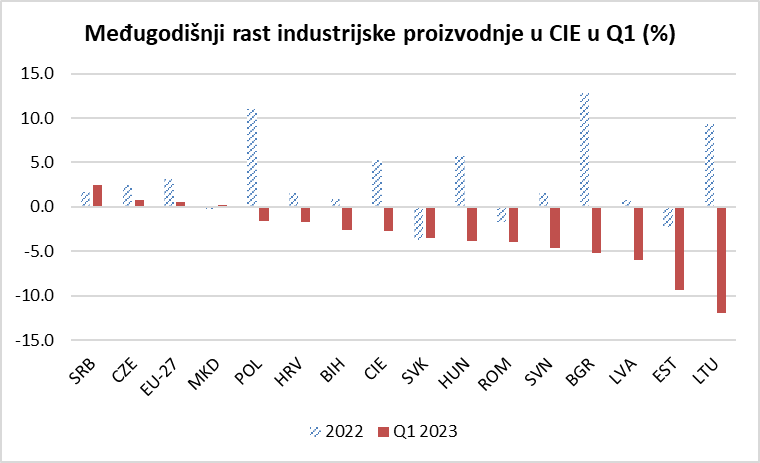 Međugodišnji rast industrijske proizvodnje u CIE u Q1 (%)
15.0
10.0
5.0
0.0
-5.0
-10.0
-15.0
SRB
CZE
EU-27
MKD
POL
HRV
BIH
CIE
SVK
HUN
ROM
SVN
BGR
LVA
EST
LTU
2022 Q1 2023